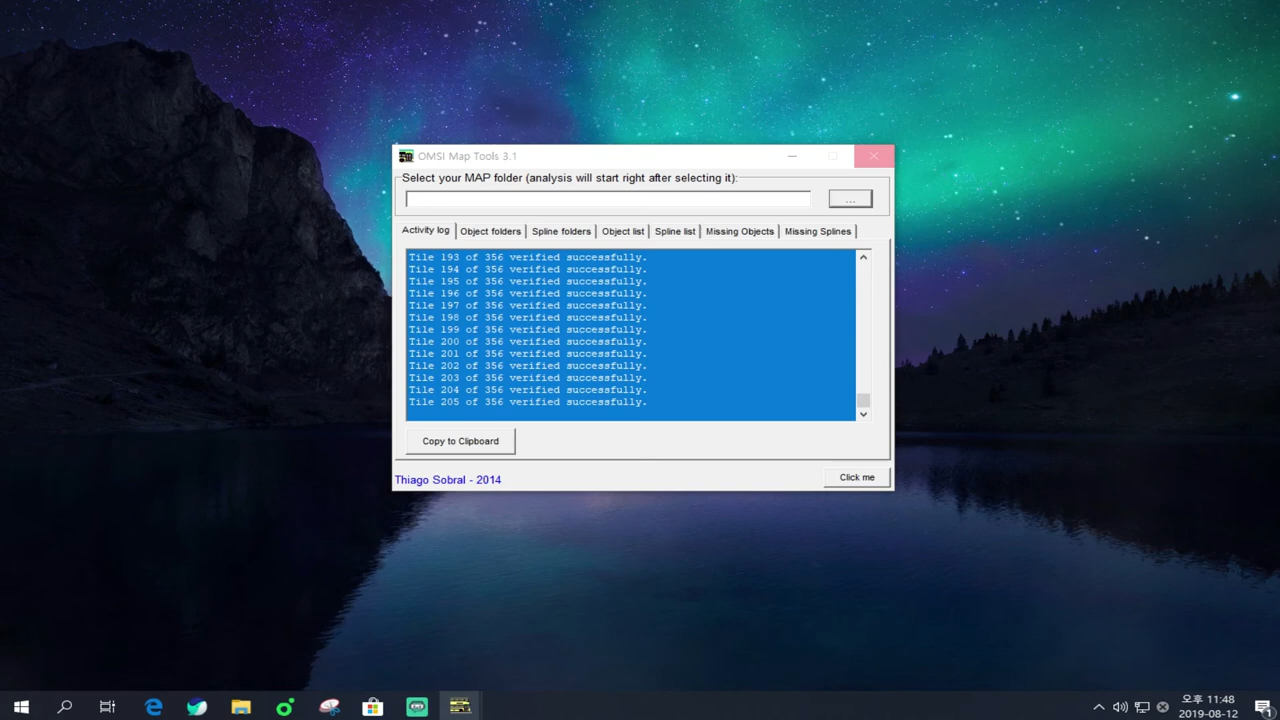 OMSI Map Tools 3.1
Select your MAP folder (analysis will start right after selecting it):
...
Activity log Object folders Spline folders Object list Spline list Missing Objects Missing Splines
Tile 193 of 356 verified successfully.
Tile 194 of 356 verified successfully.
Tile 195 of 356 verified successfully.
Tile 196 of 356 verified successfully.
Tile 197 of 356 verified successfully.
Tile 198 of 356 verified successfully.
Tile 199 of 356 verified successfully.
Tile 200 of 356 verified successfully.
Tile 201 of 356 verified successfully.
Tile 202 of 356 verified successfully.
Tile 203 of 356 verified successfully.
Tile 204 of 356 verified successfully.
Tile 205 of 356 verified successfully.
Copy to Clipboard
Thiago Sobral - 2014
Click me
오후 11:48
2019-08-12
1